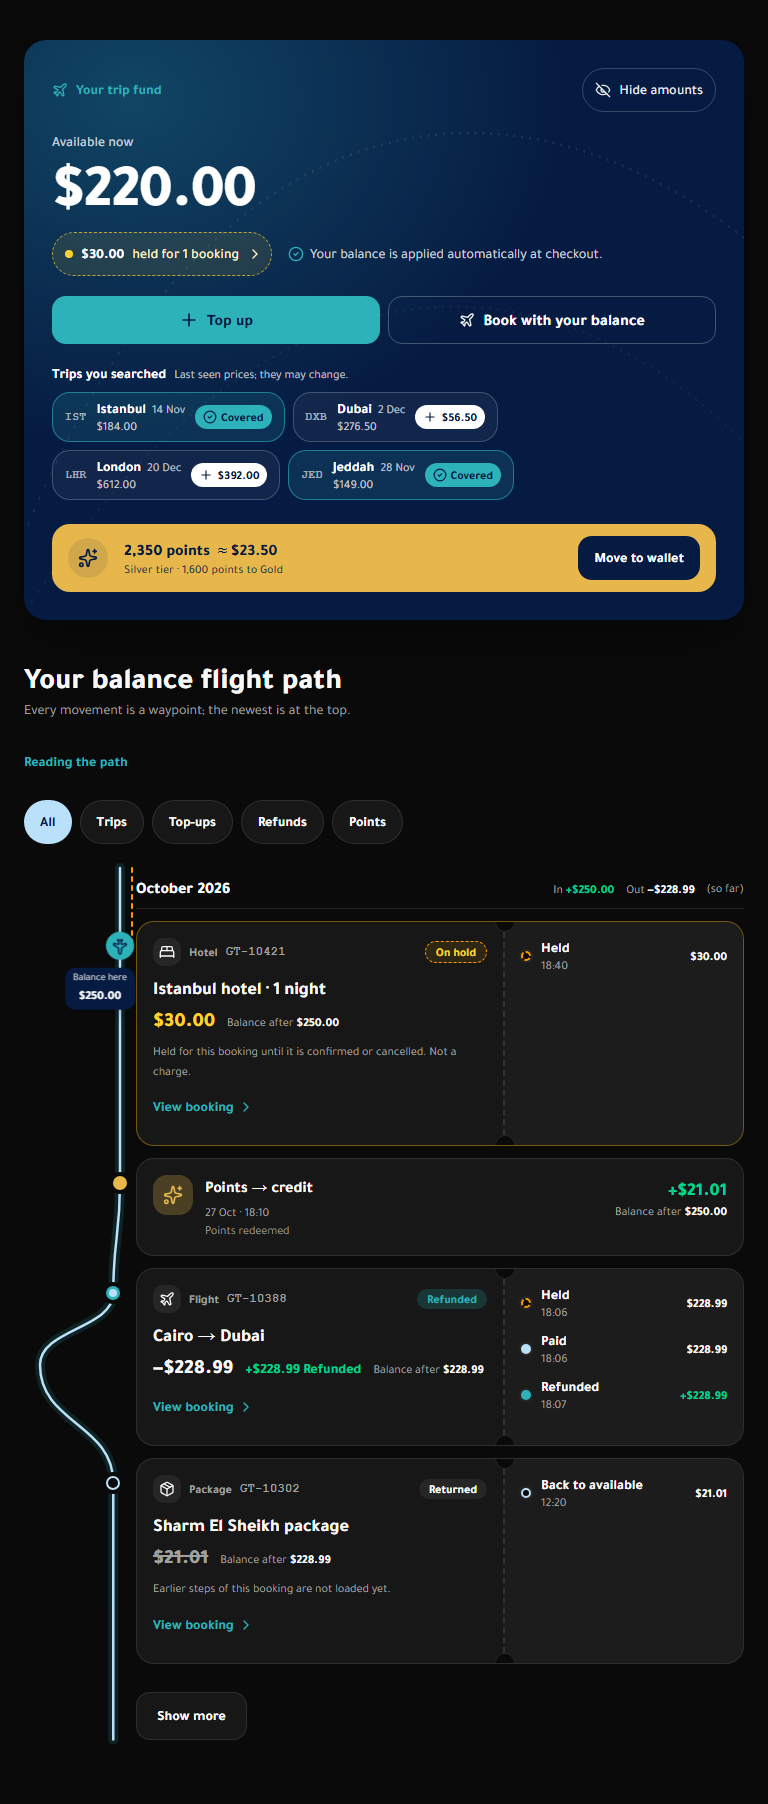 Your trip fund
Hide amounts
Available now
$220.00
$30.00 held for 1 booking
Your balance is applied automatically at checkout.
Top up
Book with your balance
Trips you searched Last seen prices; they may change.
IST Istanbul 14 Nov
$184.00
Covered
DXB Dubai 2 Dec
$276.50
+ $56.50
LHR London 20 Dec
$612.00
+ $392.00
JED Jeddah 28 Nov
$149.00
Covered
2,350 points ≈ $23.50
Silver tier · 1,600 points to Gold
Move to wallet
Your balance flight path
Every movement is a waypoint; the newest is at the top.
Reading the path
All
Trips
Top-ups
Refunds
Points
October 2026
In +$250.00 Out −$228.99 (so far)
Balance here
$250.00
Hotel GT-10421
On hold
Istanbul hotel · 1 night
$30.00 Balance after $250.00
Held for this booking until it is confirmed or cancelled. Not a
charge.
View booking
Held
18:40
$30.00
Points → credit
27 Oct · 18:10
Points redeemed
+$21.01
Balance after $250.00
Flight GT-10388
Refunded
Cairo → Dubai
−$228.99 +$228.99 Refunded Balance after $228.99
View booking
Held
18:06
$228.99
Paid
18:06
$228.99
Refunded
18:07
+$228.99
Package GT-10302
Returned
Sharm El Sheikh package
$21.01 Balance after $228.99
Earlier steps of this booking are not loaded yet.
View booking
Back to available
12:20
$21.01
Show more